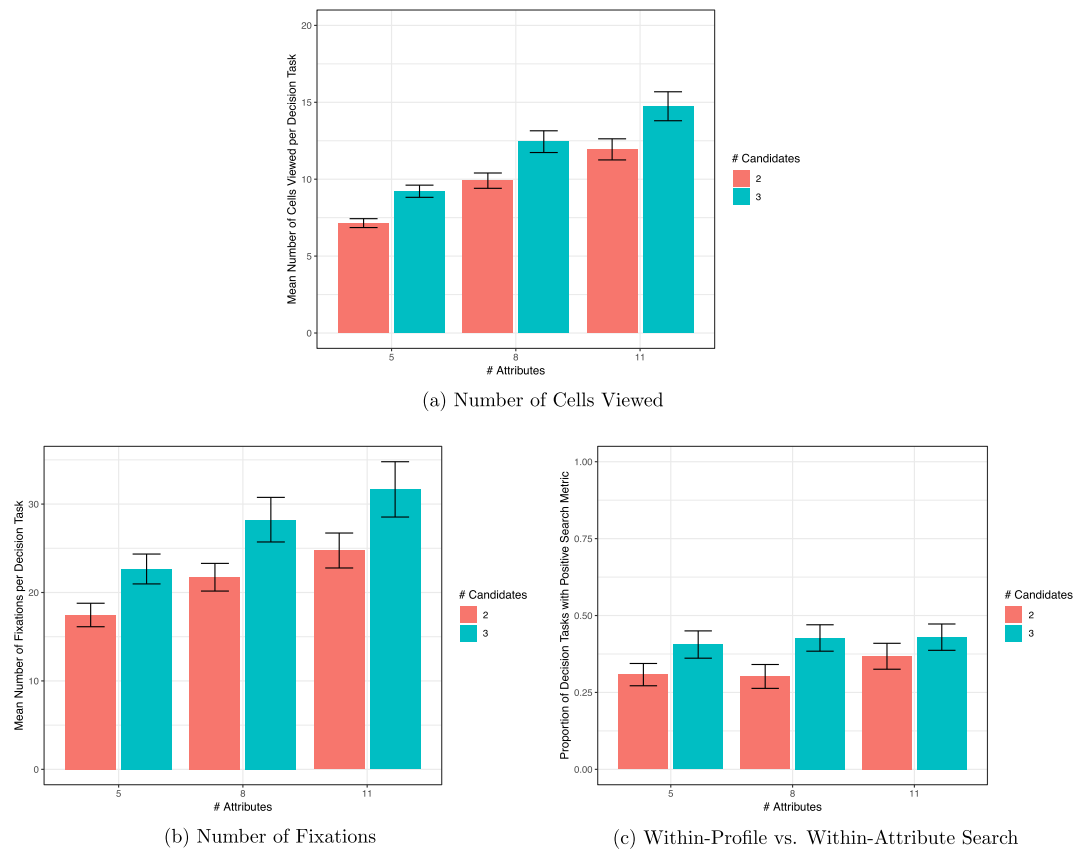 Mean Number of Cells Viewed per Decision Task
20
15
10
5
0
5 8 11
# Attributes
# Candidates
2
3
(a) Number of Cells Viewed
Mean Number of Fixations per Decision Task
30
20
10
0
5 8 11
# Attributes
# Candidates
2
3
(b) Number of Fixations
Proportion of Decision Tasks with Positive Search Metric
1.00
0.75
0.50
0.25
0.00
5 8 11
# Attributes
# Candidates
2
3
(c) Within-Profile vs. Within-Attribute Search